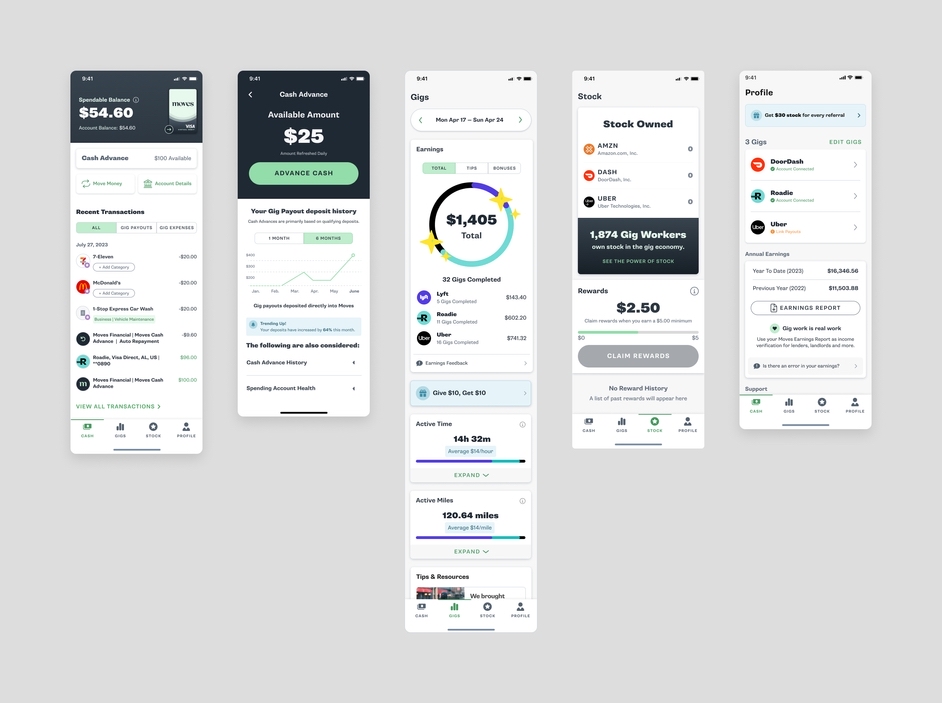 9:41
Spendable Balance
$54.60
Account Balance: $54.60
moves
VISA
Cash Advance
$100 Available
Move Money
Account Details
Recent Transactions
ALL
GIG PAYOUTS
GIG EXPENSES
July 27, 2023
7-Eleven
-$20.00
+ Add Category
McDonald's
-$20.00
+ Add Category
1-Stop Express Car Wash
-$20.00
Business | Vehicle Maintenance
Moves Financial | Moves Cash
Advance | Auto Repayment
-$9.60
Roadie, Visa Direct, AL, US |
**0890
$96.00
Moves Financial | Moves Cash
Advance
$100.00
VIEW ALL TRANSACTIONS
CASH
GIGS
STOCK
PROFILE
9:41
Cash Advance
Available Amount
$25
Amount Refreshed Daily
ADVANCE CASH
Your Gig Payout deposit history
Cash Advances are primarily based on qualifying deposits.
1 MONTH
6 MONTHS
Jan.
Feb.
Mar.
Apr.
May.
June
Gig payouts deposited directly into Moves
Trending Up!
Your deposits have increased by 64% this month.
The following are also considered:
Cash Advance History
Spending Account Health
9:41
Gigs
Mon Apr 17 – Sun Apr 24
Earnings
TOTAL
TIPS
BONUSES
$1,405
Total
32 Gigs Completed
Lyft
5 Gigs Completed
$143.40
Roadie
11 Gigs Completed
$602.20
Uber
Uber
16 Gigs Completed
$741.32
Earnings Feedback
Give $10, Get $10
Active Time
14h 32m
Average $14/hour
EXPAND
Active Miles
120.64 miles
Average $14/mile
EXPAND
Tips & Resources
We brought
CASH
GIGS
STOCK
PROFILE
9:41
Stock
Stock Owned
AMZN
Amazon.com, Inc.
0
DASH
DoorDash, Inc.
0
Uber
UBER
Uber Technologies, Inc.
0
1,874 Gig Workers
own stock in the gig economy.
SEE THE POWER OF STOCK
Rewards
$2.50
Claim rewards when you earn a $5.00 minimum
$0
$5
CLAIM REWARDS
No Reward History
A list of past rewards will appear here
CASH
GIGS
STOCK
PROFILE
9:41
Profile
Get $30 stock for every referral
3 Gigs
EDIT GIGS
DoorDash
Account Connected
Roadie
Account Connected
Uber
Uber
Link Payouts
Annual Earnings
Year To Date (2023)
$16,346.56
Previous Year (2022)
$11,503.88
EARNINGS REPORT
Gig work is real work
Use your Moves Earnings Report as income
verification for lenders, landlords and more.
Is there an error in your earnings?
Support
CASH
GIGS
STOCK
PROFILE